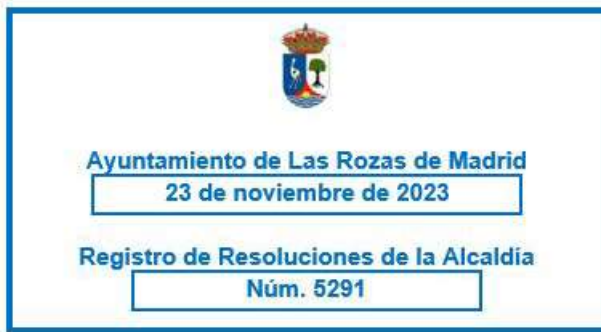 Ayuntamiento de Las Rozas de Madrid
23 de noviembre de 2023
Registro de Resoluciones de la Alcaldía
Núm. 5291